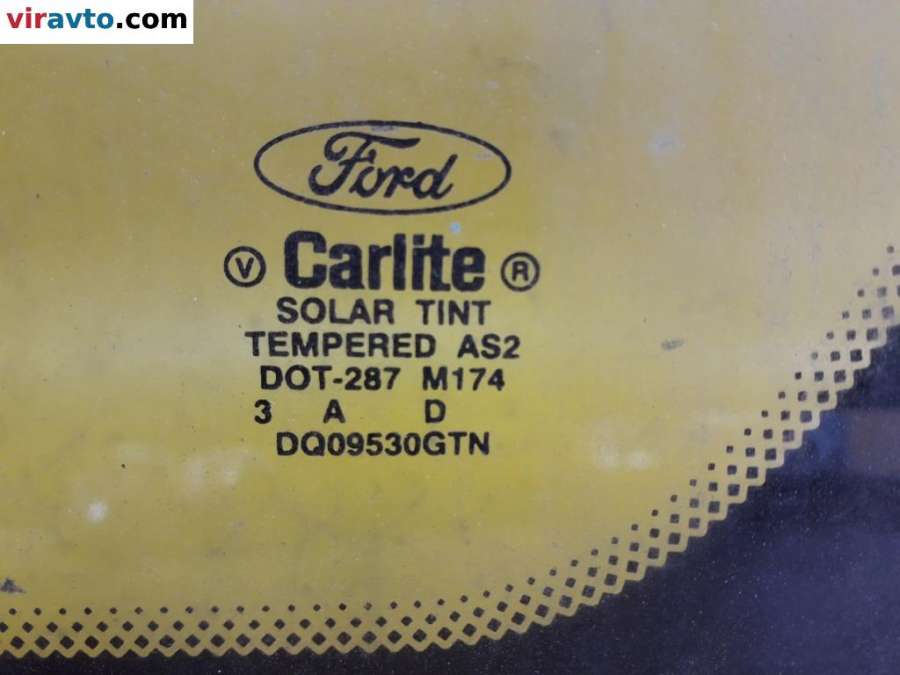 viravto.com
Ford
V Carlite ®
SOLAR TINT
TEMPERED AS2
DOT-287 M174
3 A D
DQ09530GTN